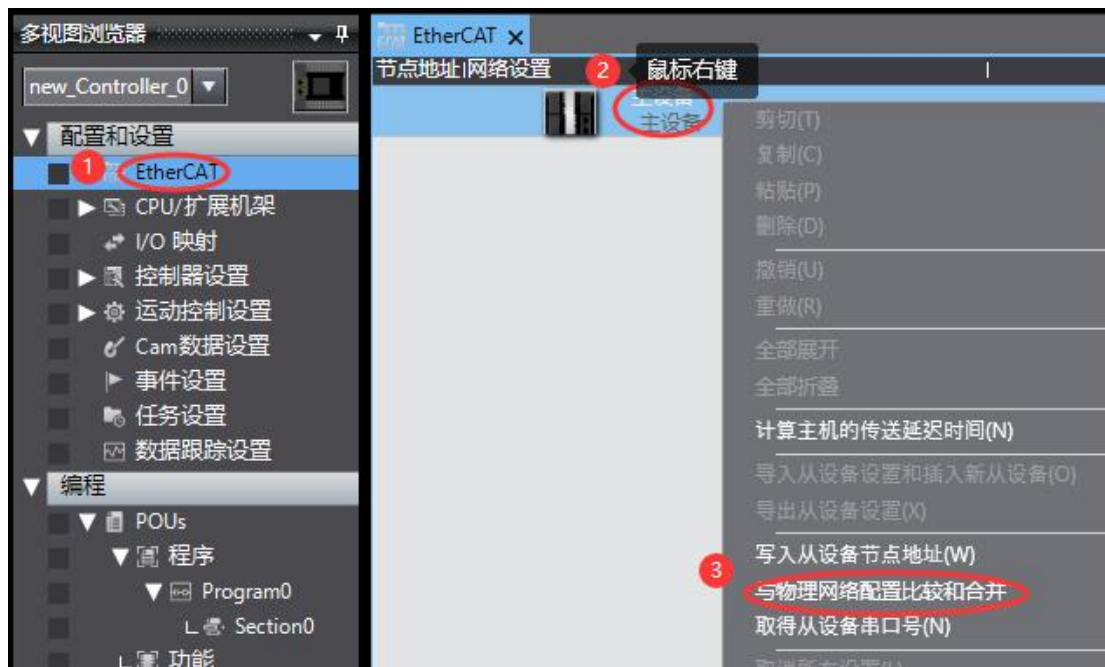 多视图浏览器
new_Controller_0
配置和设置
1
EtherCAT
CPU/扩展机架
I/O 映射
控制器设置
运动控制设置
Cam数据设置
事件设置
任务设置
数据跟踪设置
编程
POUs
程序
Program0
Section0
功能
EtherCAT
节点地址|网络设置
2
鼠标右键
主设备
主设备
剪切(T)
复制(C)
粘贴(P)
删除(D)
撤销(U)
重做(R)
全部展开
全部折叠
计算主机的传送延迟时间(N)
导入从设备设置和插入新从设备(O)
导出从设备设置(X)
写入从设备节点地址(W)
3
与物理网络配置比较和合并
取得从设备串口号(N)